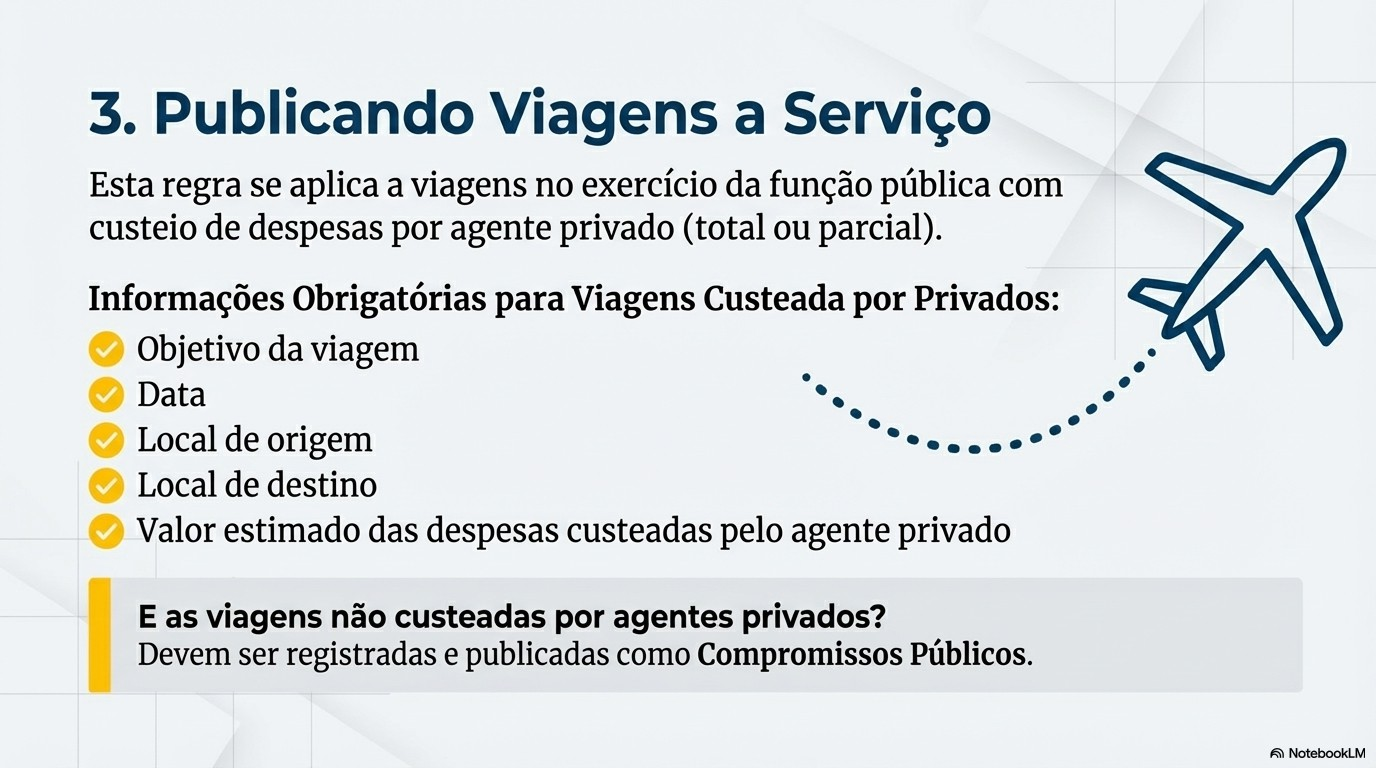 3. Publicando Viagens a Serviço
Esta regra se aplica a viagens no exercício da função pública com
custeio de despesas por agente privado (total ou parcial).
Informações Obrigatórias para Viagens Custeada por Privados:
Objetivo da viagem
Data
Local de origem
Local de destino
Valor estimado das despesas custeadas pelo agente privado
E as viagens não custeadas por agentes privados?
Devem ser registradas e publicadas como Compromissos Públicos.
NotebookLM